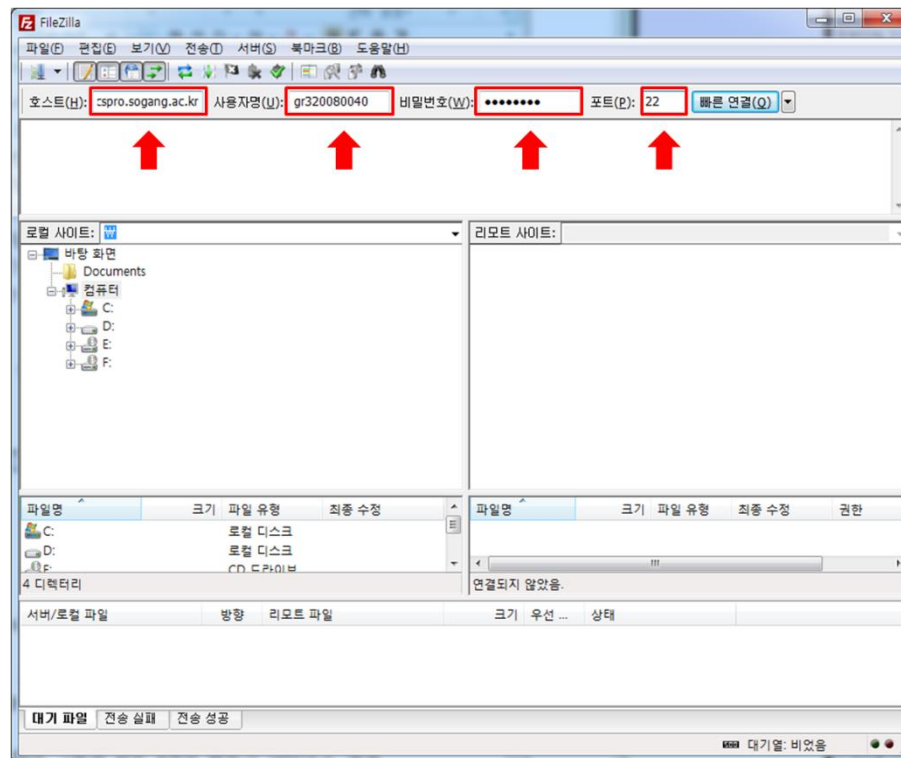 FileZilla
파일(F) 편집(E) 보기(V) 전송(T) 서버(S) 북마크(B) 도움말(H)
호스트(H): cspro.sogang.ac.kr 사용자명(U): gr320080040 비밀번호(W): ●●●●●●●● 포트(P): 22 빠른 연결(Q)
로컬 사이트: ₩ 리모트 사이트:
바탕 화면
Documents
컴퓨터
C:
D:
E:
F:
파일명 크기 파일 유형 최종 수정 파일명 크기 파일 유형 최종 수정 권한
C: 로컬 디스크
D: 로컬 디스크
E: CD 드라이브
4 디렉터리 연결되지 않았음.
서버/로컬 파일 방향 리모트 파일 크기 우선 ... 상태
대기 파일 전송 실패 전송 성공
대기열: 비었음